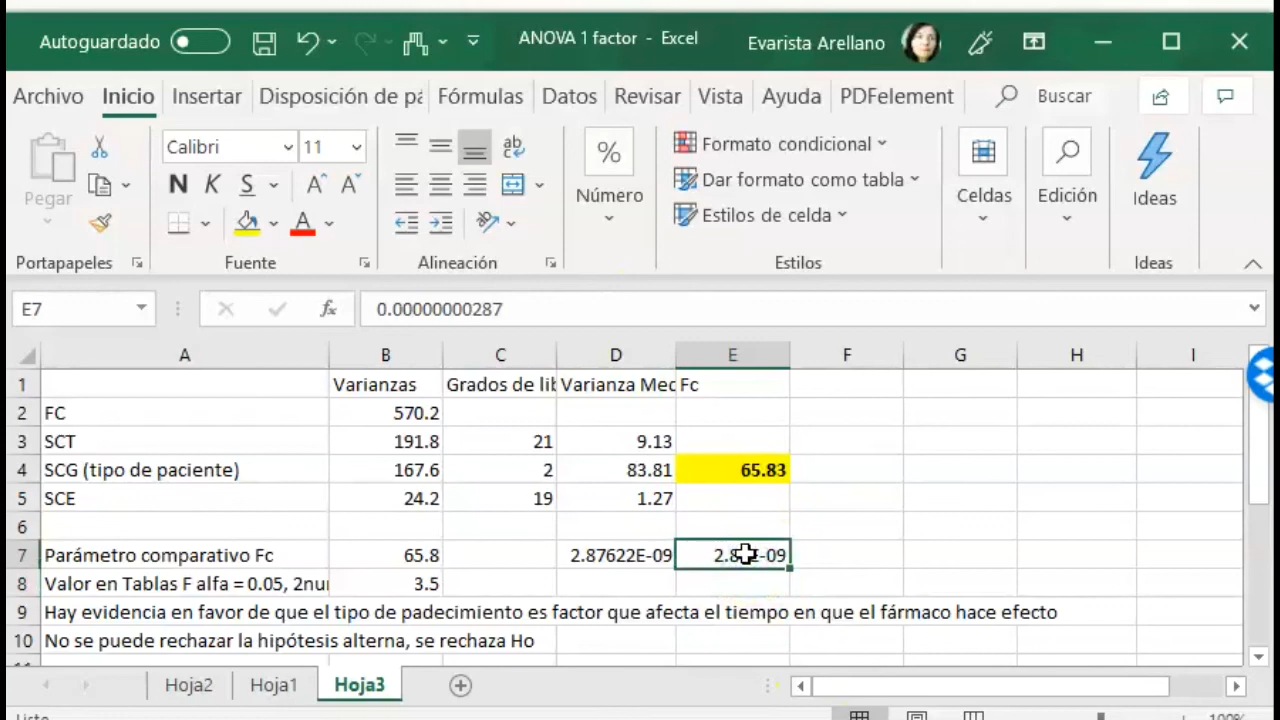 Autoguardado ANOVA 1 factor - Excel Evarista Arellano
Archivo Inicio Insertar Disposición de pá Fórmulas Datos Revisar Vista Ayuda PDFelement Buscar
Pegar
Calibri 11
N K S
Número
Formato condicional
Dar formato como tabla
Estilos de celda
Celdas
Edición
Ideas
Portapapeles Fuente Alineación Estilos Ideas
E7 fx 0.00000000287
A B C D E F G H I
1 Varianzas Grados de lib Varianza Mec Fc
2 FC 570.2
3 SCT 191.8 21 9.13
4 SCG (tipo de paciente) 167.6 2 83.81 65.83
5 SCE 24.2 19 1.27
6
7 Parámetro comparativo Fc 65.8 2.87622E-09
8 Valor en Tablas F alfa = 0.05, 2nu 3.5
9 Hay evidencia en favor de que el tipo de padecimiento es factor que afecta el tiempo en que el fármaco hace efecto
10 No se puede rechazar la hipótesis alterna, se rechaza Ho
Hoja2 Hoja1 Hoja3